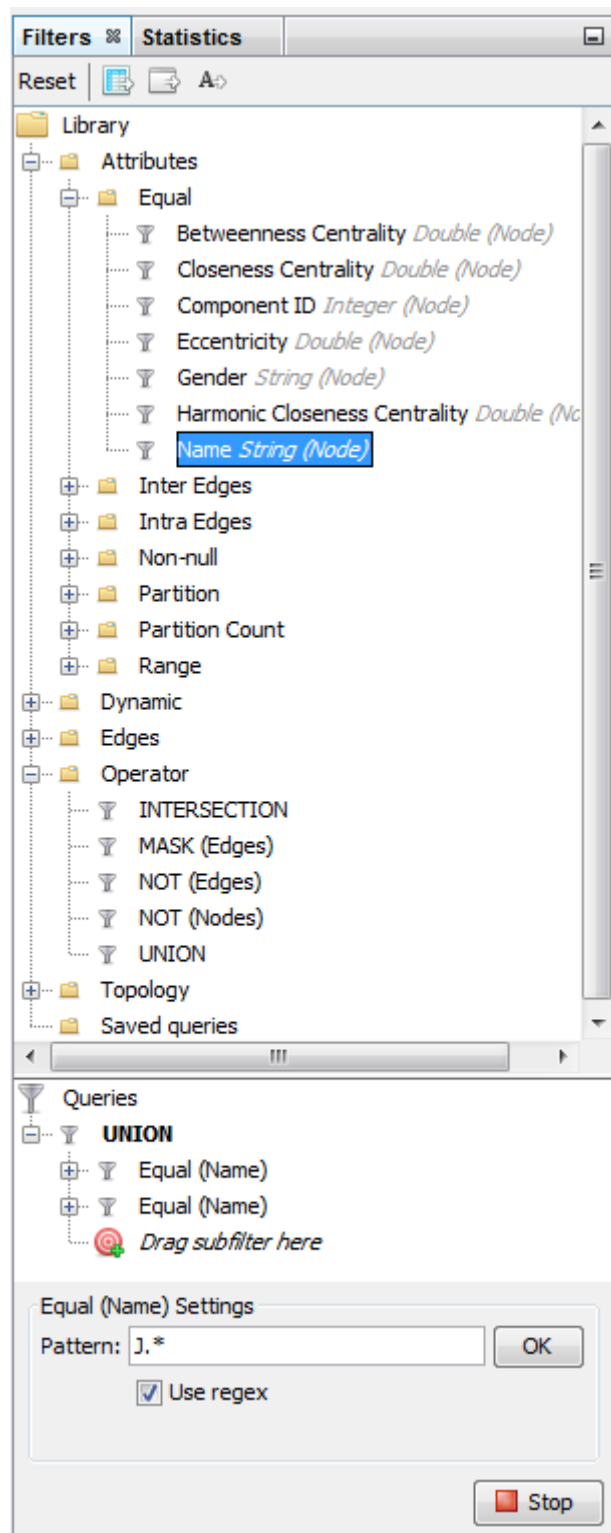 Filters Statistics
Reset A
Library
Attributes
Equal
Betweenness Centrality Double (Node)
Closeness Centrality Double (Node)
Component ID Integer (Node)
Eccentricity Double (Node)
Gender String (Node)
Harmonic Closeness Centrality Double (No
Name String (Node)
Inter Edges
Intra Edges
Non-null
Partition
Partition Count
Range
Dynamic
Edges
Operator
INTERSECTION
MASK (Edges)
NOT (Edges)
NOT (Nodes)
UNION
Topology
Saved queries
Queries
UNION
Equal (Name)
Equal (Name)
Drag subfilter here
Equal (Name) Settings
Pattern: J.* OK
Use regex
Stop